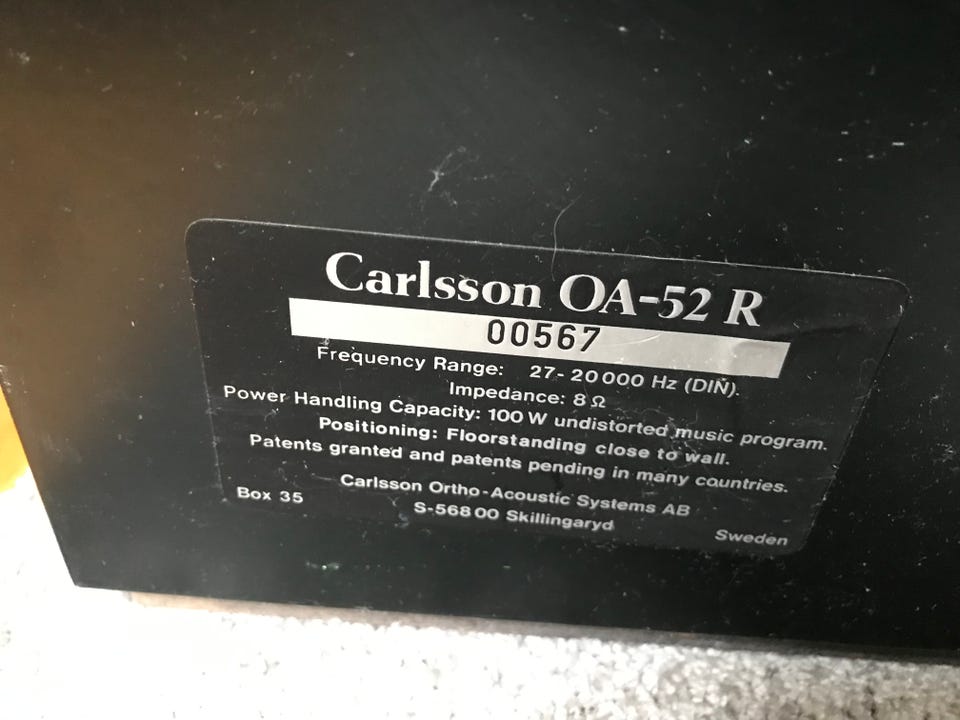 Carlsson OA-52 R
00567
Frequency Range: 27-20 000 Hz (DIN).
Impedance: 8 Ω
Power Handling Capacity: 100 W undistorted music program.
Positioning: Floorstanding close to wall.
Patents granted and patents pending in many countries.
Carlsson Ortho-Acoustic Systems AB
Box 35 S-568 00 Skillingaryd Sweden